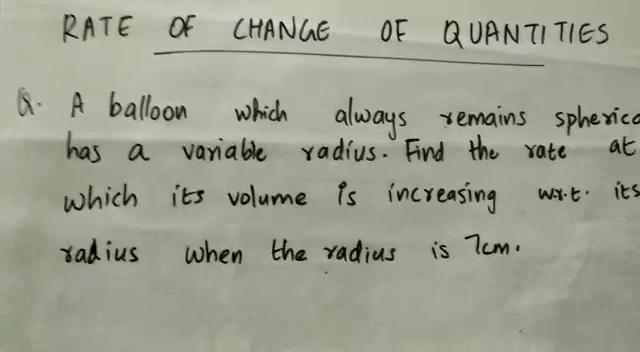 RATE OF CHANGE OF QUANTITIES
Q. A balloon which always remains spherica
has a variable radius. Find the rate at
which its volume is increasing w.r.t. its
radius when the radius is 7cm.